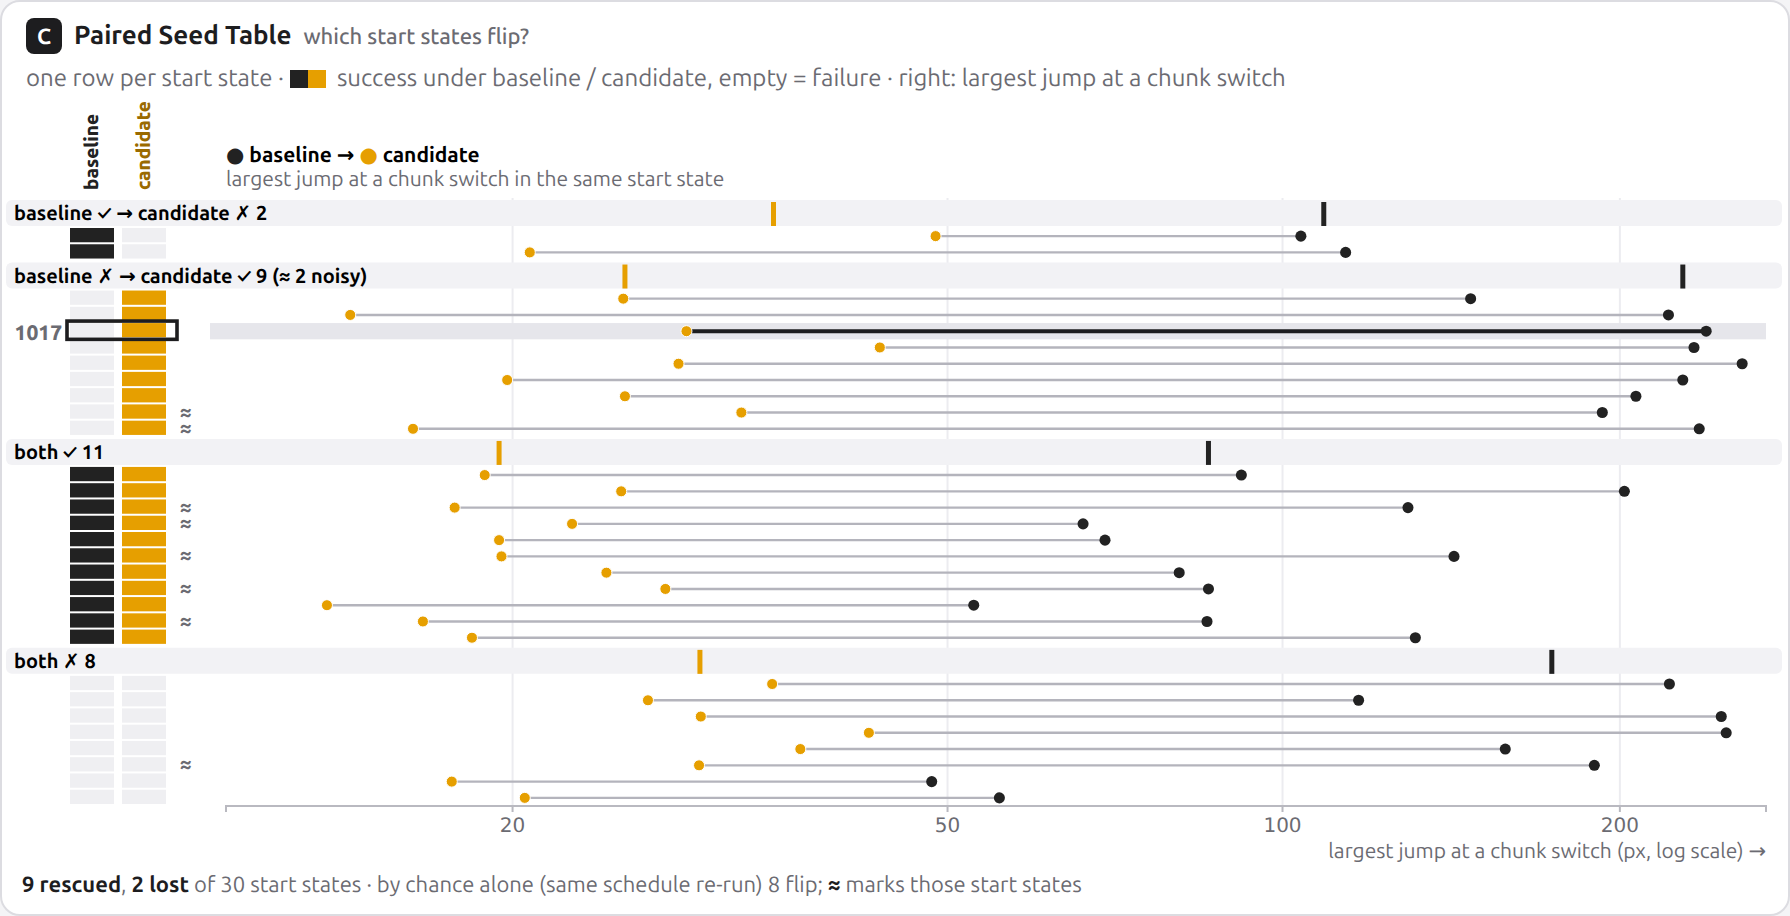 C Paired Seed Table which start states flip?
one row per start state · success under baseline / candidate, empty = failure · right: largest jump at a chunk switch
baseline
candidate
baseline → candidate
largest jump at a chunk switch in the same start state
baseline ✓ → candidate ✗ 2
baseline ✗ → candidate ✓ 9 (≈ 2 noisy)
1017
≈
≈
both ✓ 11
≈
≈
≈
≈
≈
both ✗ 8
≈
20 50 100 200
largest jump at a chunk switch (px, log scale) →
9 rescued, 2 lost of 30 start states · by chance alone (same schedule re-run) 8 flip; ≈ marks those start states